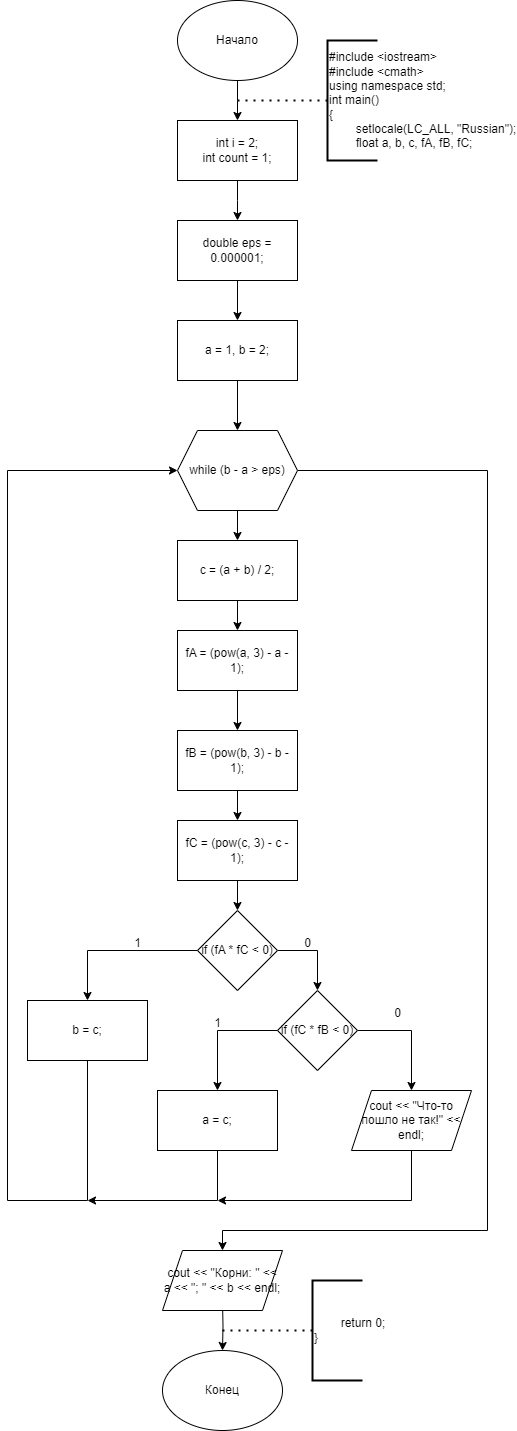 Начало
#include <iostream>
#include <cmath>
using namespace std;
int main()
{
setlocale(LC_ALL, "Russian");
float a, b, c, fA, fB, fC;
int i = 2;
int count = 1;
double eps =
0.000001;
a = 1, b = 2;
while (b - a > eps)
c = (a + b) / 2;
fA = (pow(a, 3) - a -
1);
fB = (pow(b, 3) - b -
1);
fC = (pow(c, 3) - c -
1);
if (fA * fC < 0)
1
0
b = c;
if (fC * fB < 0)
1
0
a = c;
cout << "Что-то
пошло не так!" <<
endl;
cout << "Корни: " <<
a << "; " << b << endl;
return 0;
}
Конец